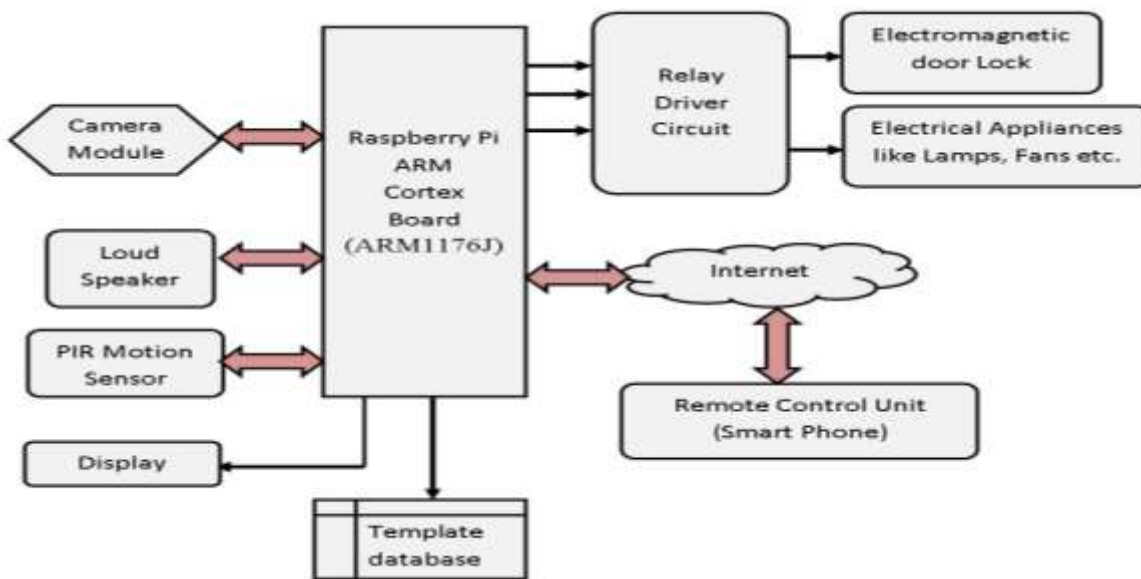 Electromagnetic
door Lock
Relay
Driver
Circuit
Camera
Module
Raspberry Pi
ARM
Cortex
Board
(ARM1176J)
Electrical Appliances
like Lamps, Fans etc.
Loud
Speaker
Internet
PIR Motion
Sensor
Remote Control Unit
(Smart Phone)
Display
Template
database